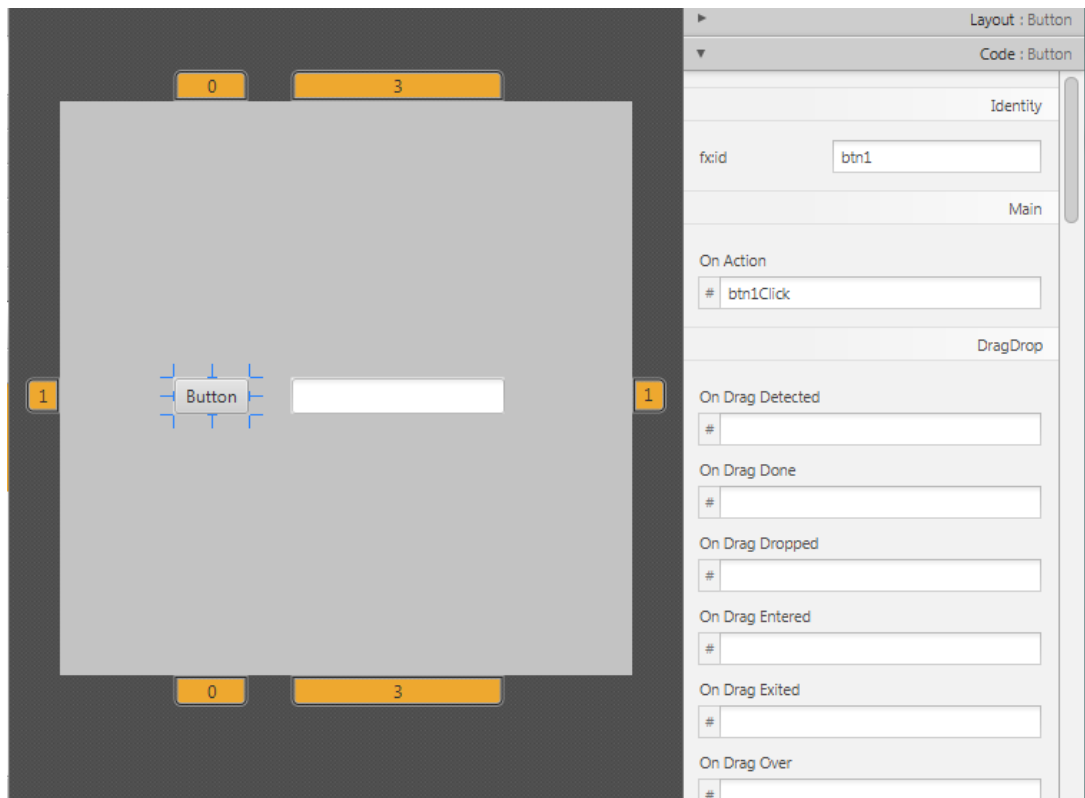 Layout : Button
Code : Button
0 3
Identity
fx:id btn1
Main
On Action
# btn1Click
DragDrop
1 Button 1
On Drag Detected
#
On Drag Done
#
On Drag Dropped
#
On Drag Entered
#
0 3
On Drag Exited
#
On Drag Over
#